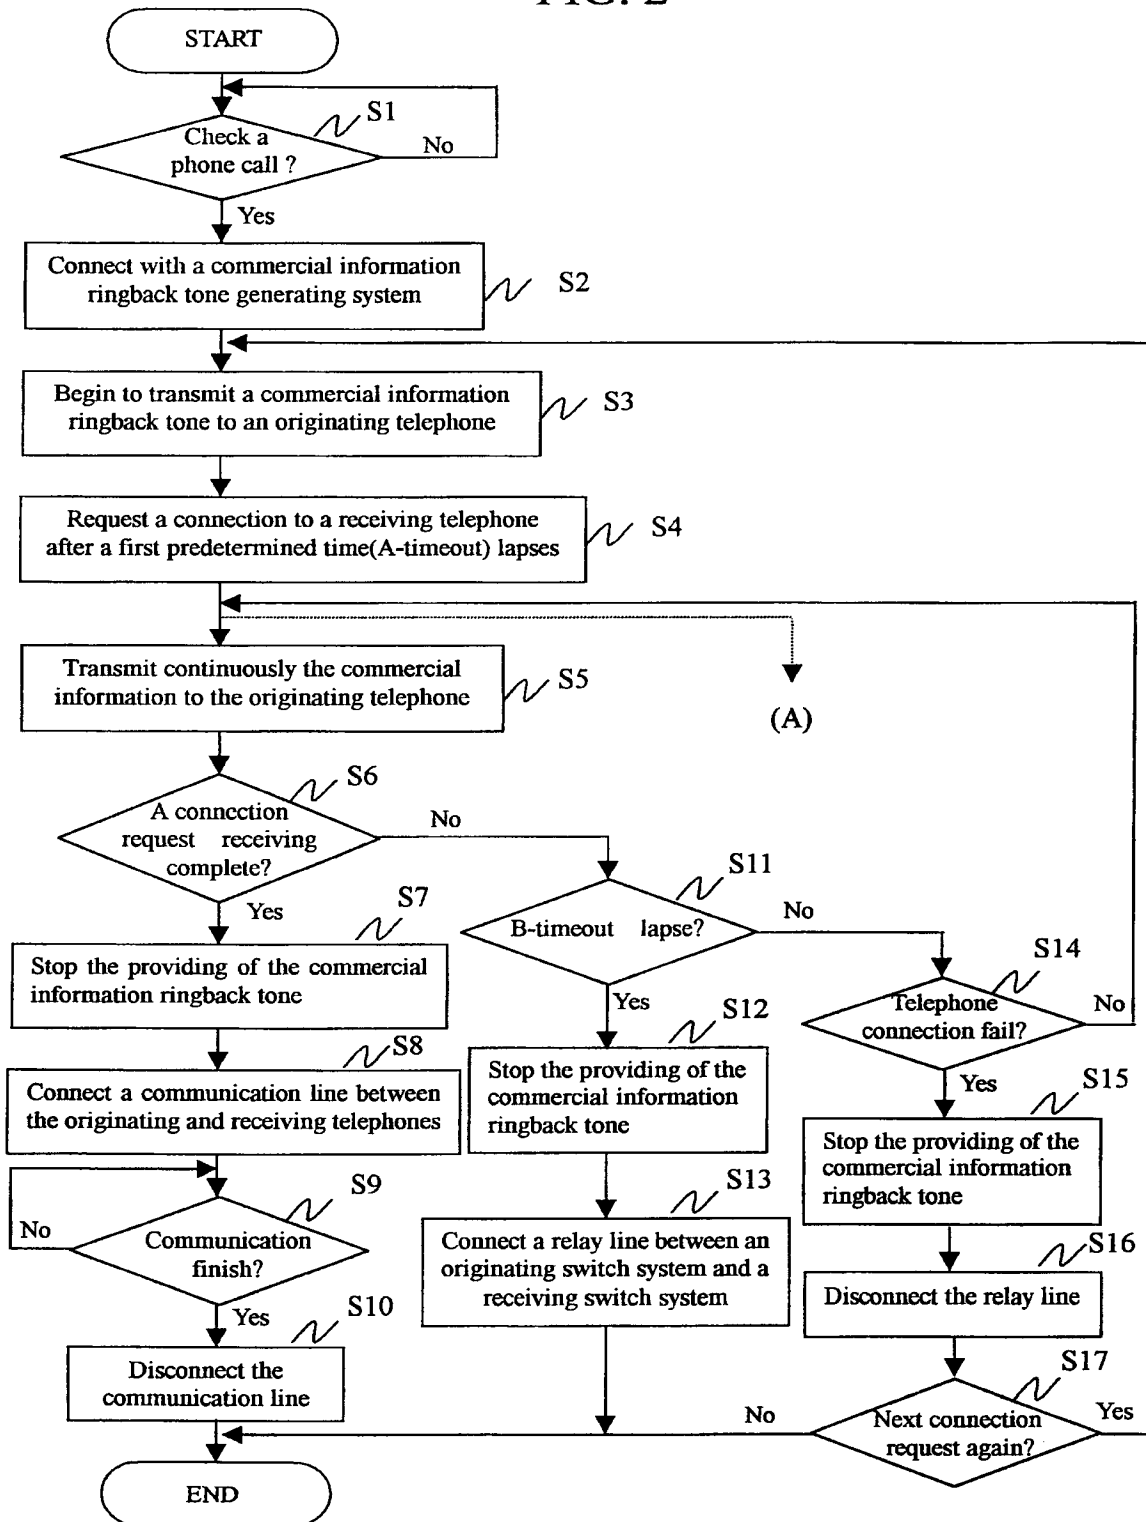 FIG. 2
START
S1
Check a
phone call ?
No
Yes
Connect with a commercial information
ringback tone generating system
S2
Begin to transmit a commercial information
ringback tone to an originating telephone
S3
Request a connection to a receiving telephone
after a first predetermined time(A-timeout) lapses
S4
Transmit continuously the commercial
information to the originating telephone
S5
(A)
S6
A connection
request receiving
complete?
No
Yes
S7
Stop the providing of the commercial
information ringback tone
S8
Connect a communication line between
the originating and receiving telephones
S9
Communication
finish?
No
Yes
S10
Disconnect the
communication line
END
S11
B-timeout lapse?
No
Yes
S12
Stop the providing of the
commercial information
ringback tone
S13
Connect a relay line between an
originating switch system and a
receiving switch system
S14
Telephone
connection fail?
No
Yes
S15
Stop the providing of the
commercial information
ringback tone
S16
Disconnect the relay line
S17
Next connection
request again?
No
Yes